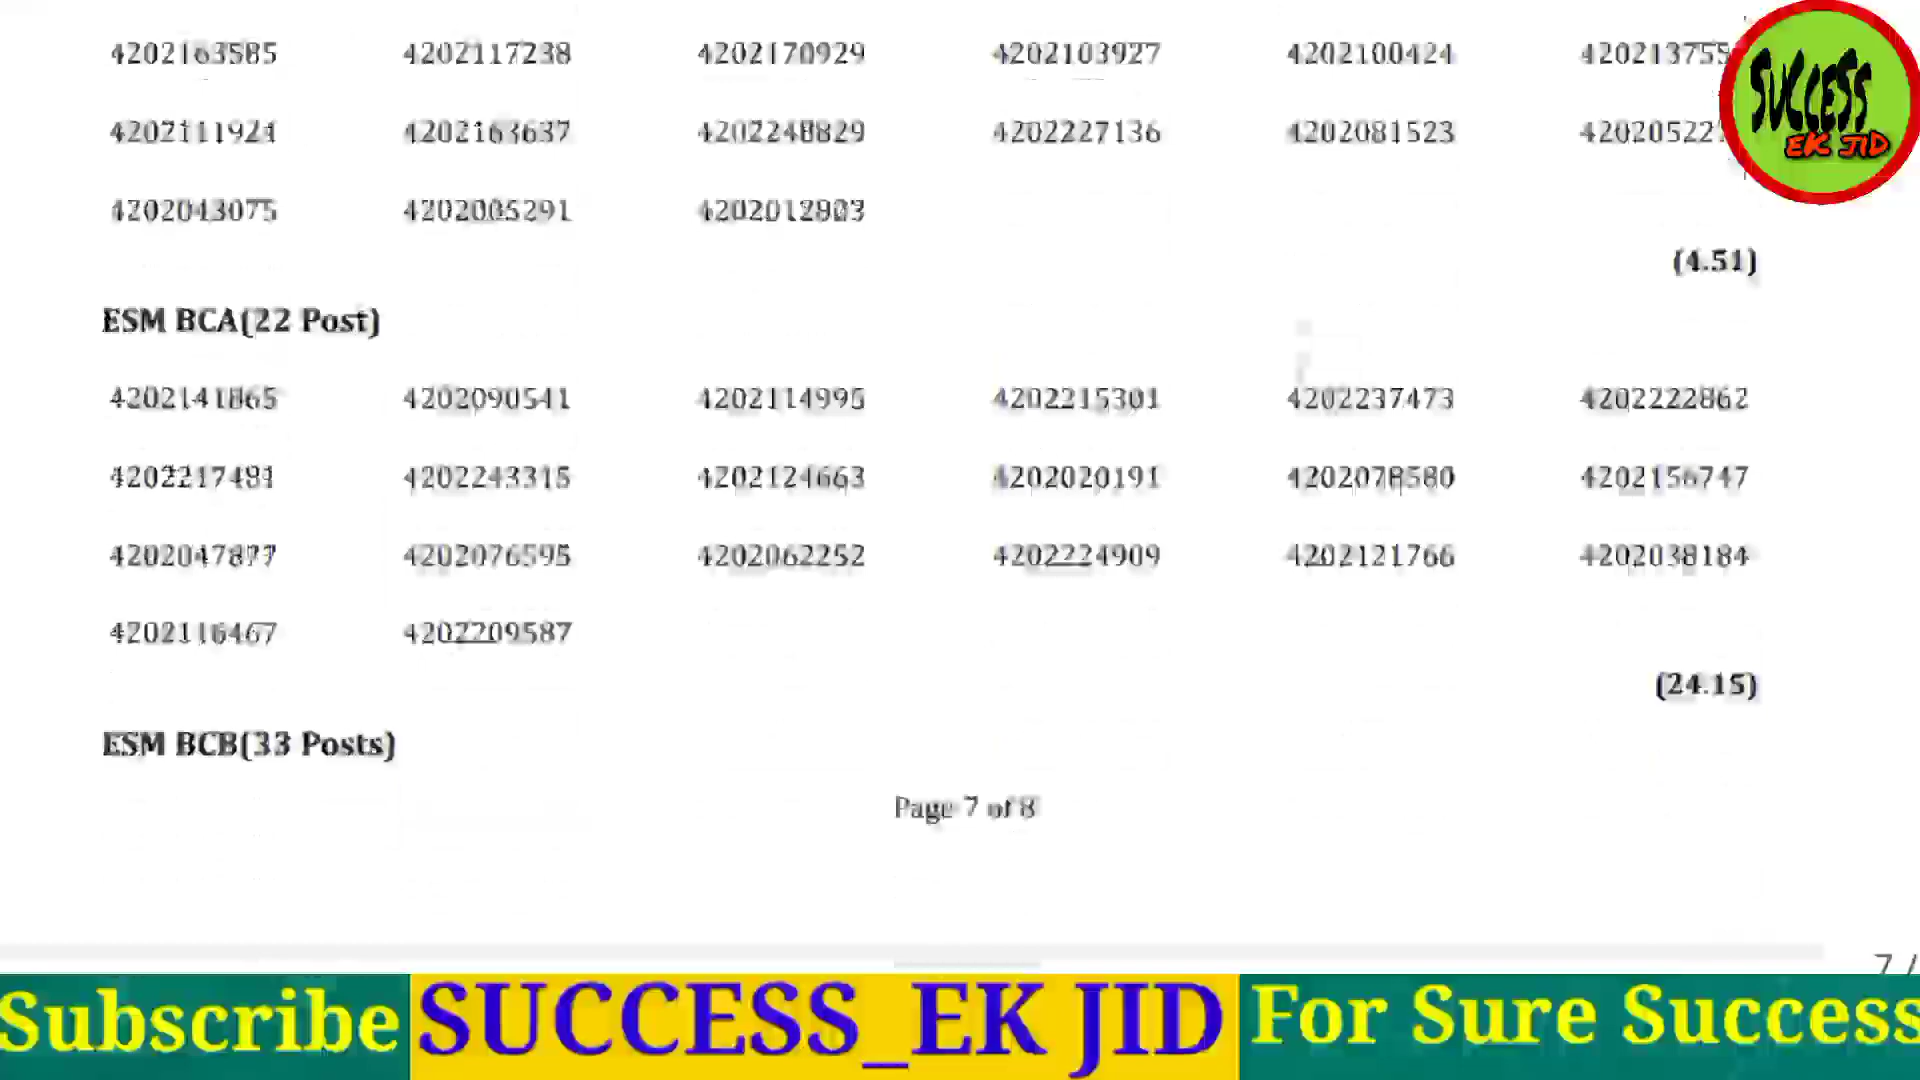 4202163585 4202117238 4202170929 4202103927 4202100424
4202111921 4202163637 4202248829 4202227136 4202081523
4202043075 4202005291 4202012803
(4.51)
ESM BCA(22 Post)
4202141865 4202090541 4202114995 4202215301 4202237473 4202222862
4202217481 4202243315 4202124663 4202020191 4202078580 4202156747
4202047877 4202076595 4202062252 4202224909 4202121766 4202038184
4202116467 4202209587
(24.15)
ESM BCB(33 Posts)
Page 7 of 8
7 /
Subscribe SUCCESS_EK JID For Sure Success
SUCCESS
EK JID